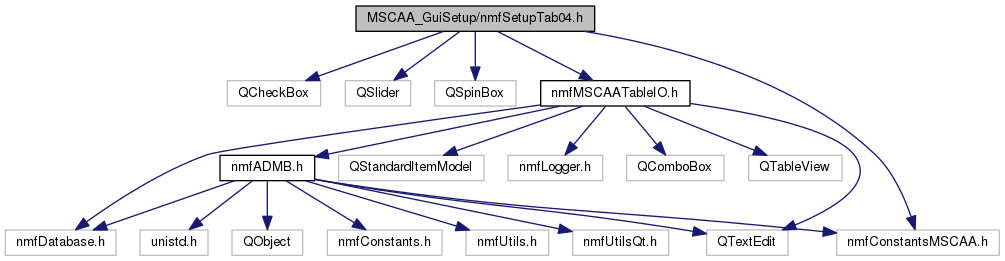 MSCAA_GuiSetup/nmfSetupTab04.h
QCheckBox
QSlider
QSpinBox
nmfMSCAATableIO.h
nmfADMB.h
QStandardItemModel
nmfLogger.h
QComboBox
QTableView
nmfDatabase.h
unistd.h
QObject
nmfConstants.h
nmfUtils.h
nmfUtilsQt.h
QTextEdit
nmfConstantsMSCAA.h